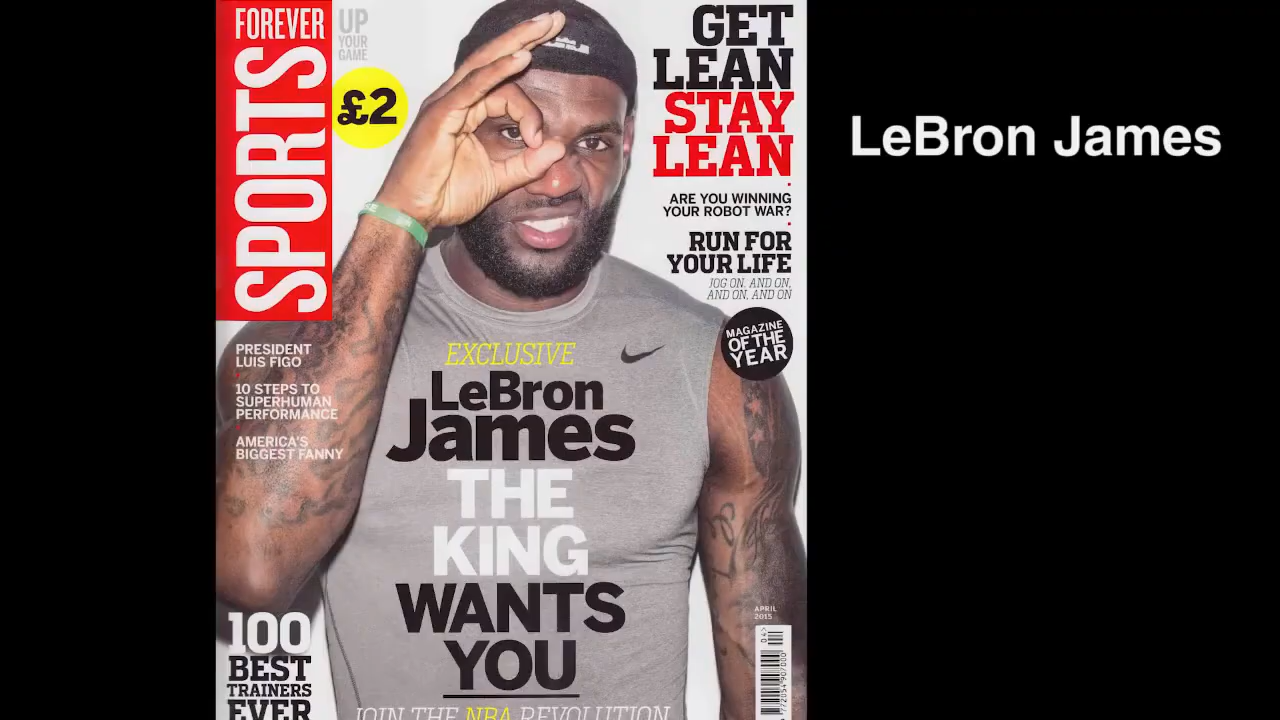 FOREVER
SPORTS
UP
YOUR
GAME
£2
GET
LEAN
STAY
LEAN
ARE YOU WINNING
YOUR ROBOT WAR?
RUN FOR
YOUR LIFE
JOG ON, AND ON,
AND ON, AND ON
MAGAZINE
OF THE
YEAR
LeBron James
PRESIDENT
LUIS FIGO
10 STEPS TO
SUPERHUMAN
PERFORMANCE
AMERICA'S
BIGGEST FANNY
EXCLUSIVE
LeBron
James
THE
KING
WANTS
YOU
JOIN THE NBA REVOLUTION
100
BEST
TRAINERS
EVER
APRIL
2015
04>